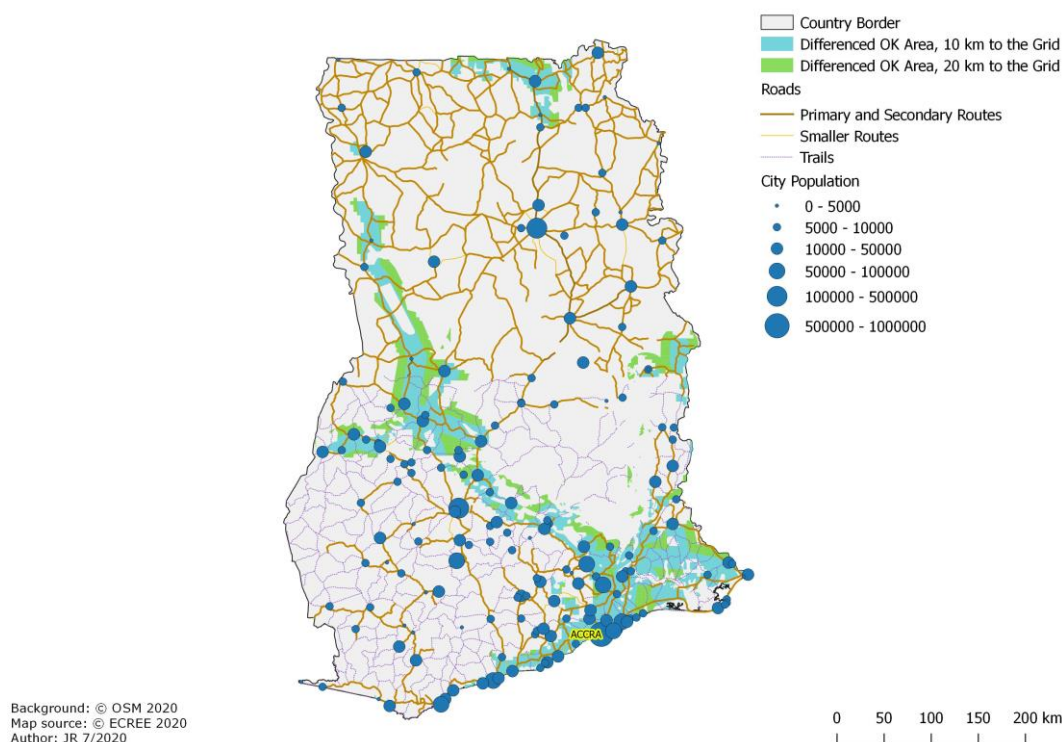 Country Border
Differenced OK Area, 10 km to the Grid
Differenced OK Area, 20 km to the Grid
Roads
Primary and Secondary Routes
Smaller Routes
Trails
City Population
0 - 5000
5000 - 10000
10000 - 50000
50000 - 100000
100000 - 500000
500000 - 1000000
ACCRA
Background: © OSM 2020
Map source: © ECREE 2020
Author: JR 7/2020
0 50 100 150 200 km